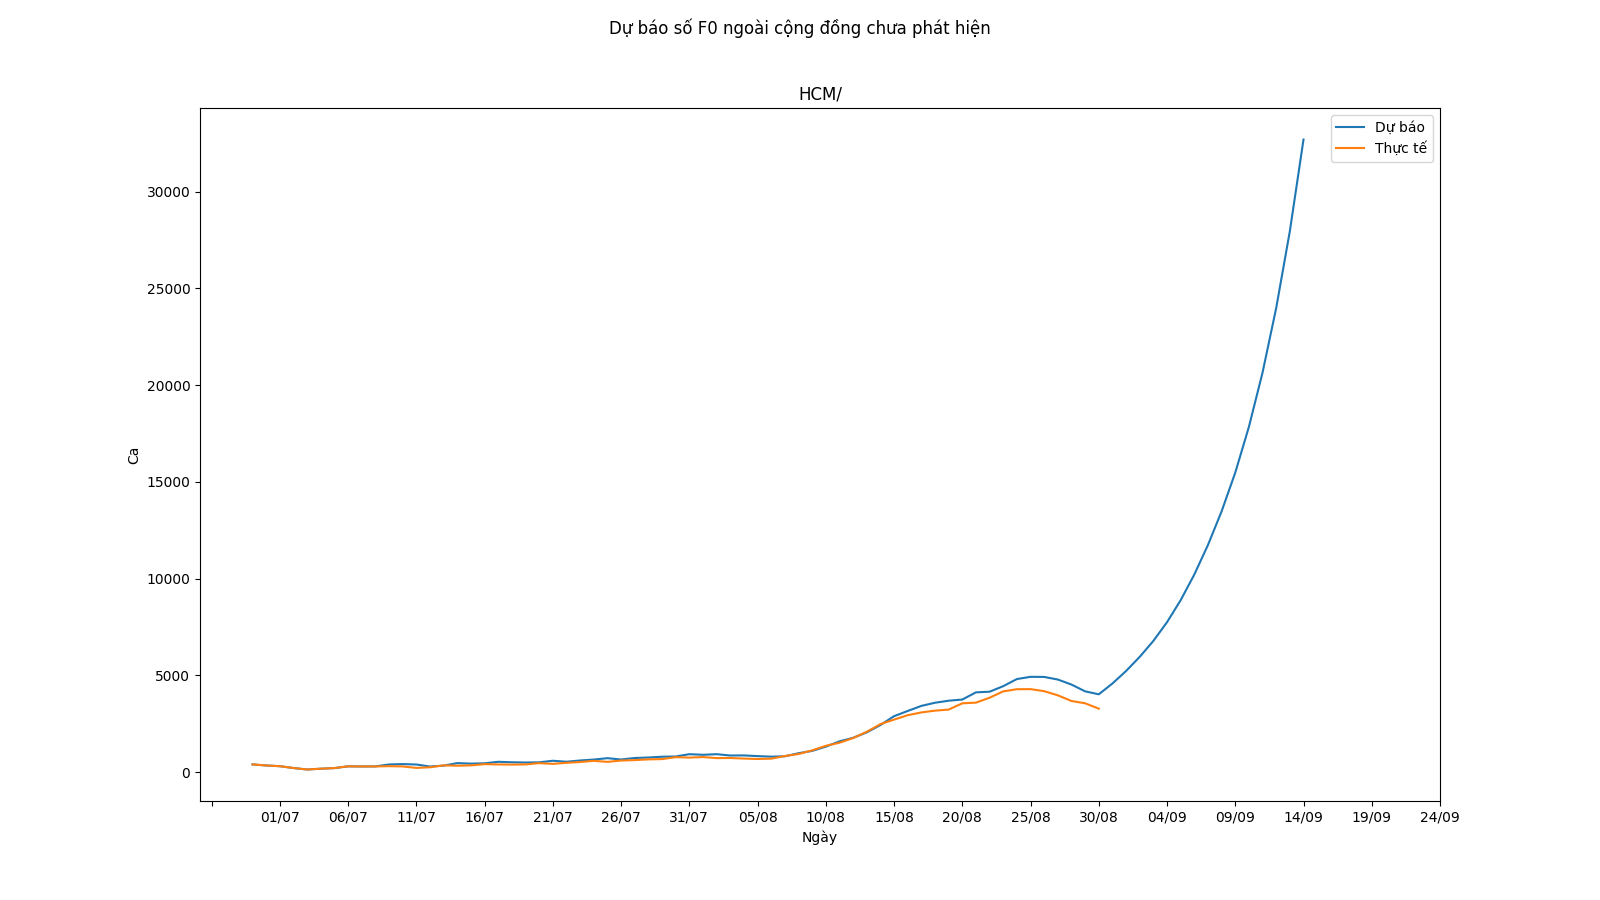 Dự báo số F0 ngoài cộng đồng chưa phát hiện
HCM/
Dự báo
Thực tế
30000
25000
20000
15000
10000
5000
0
Ca
01/07 06/07 11/07 16/07 21/07 26/07 31/07 05/08 10/08 15/08 20/08 25/08 30/08 04/09 09/09 14/09 19/09 24/09
Ngày